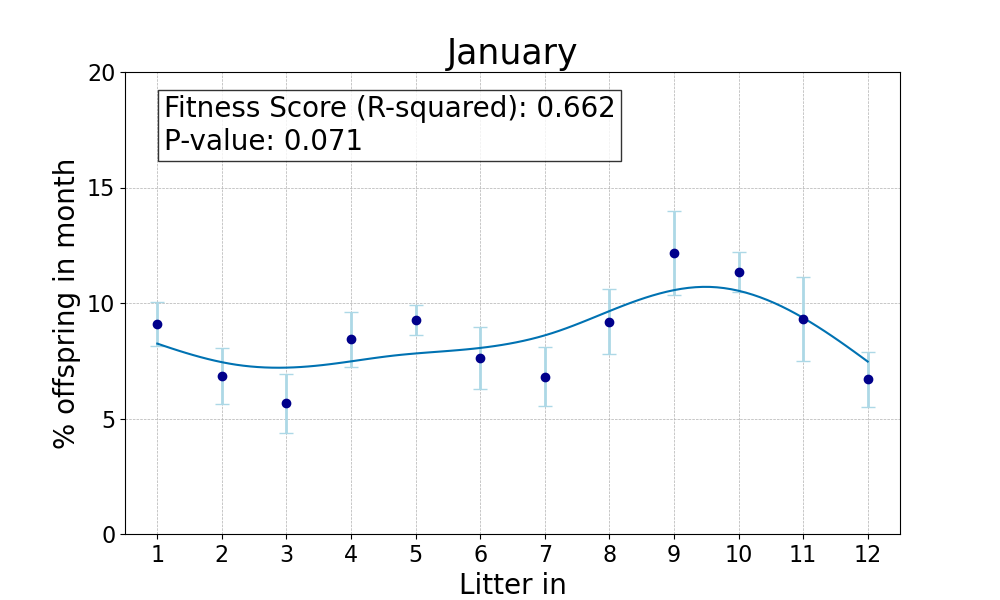 January
Fitness Score (R-squared): 0.662
P-value: 0.071
% offspring in month
20
15
10
5
0
1 2 3 4 5 6 7 8 9 10 11 12
Litter in